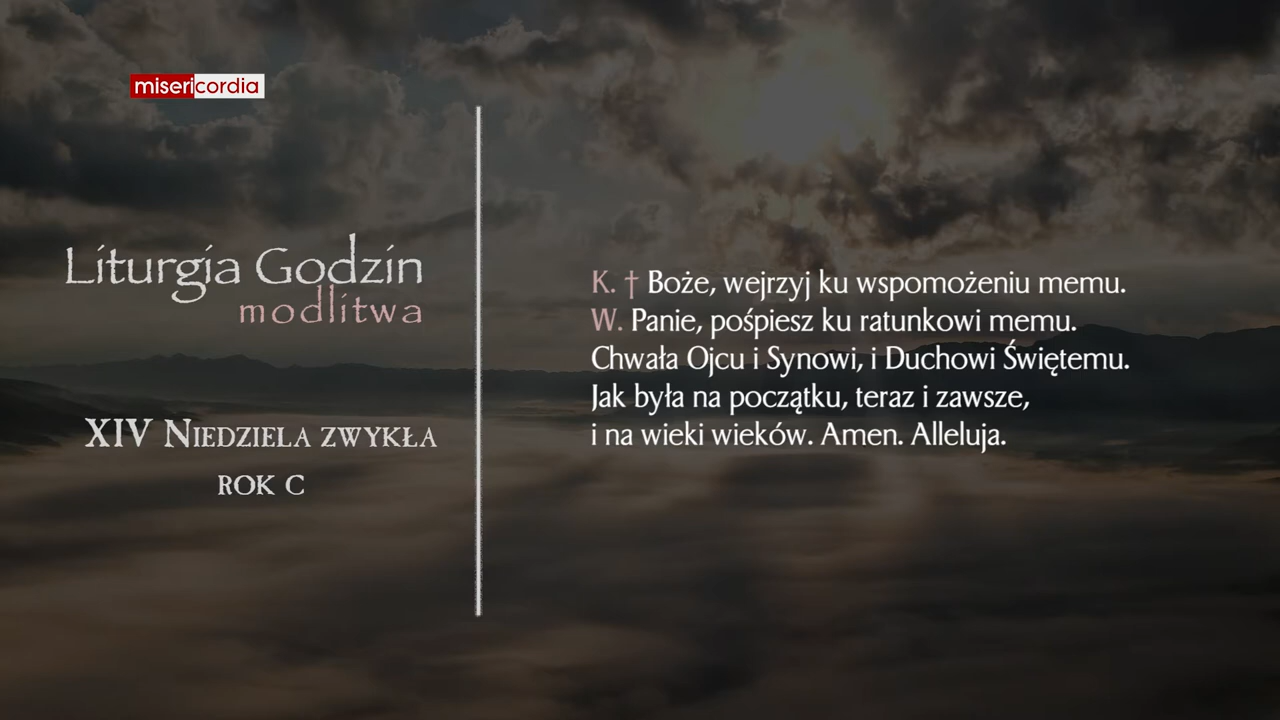 misericordia
Liturgia Godzin
modlitwa
XIV Niedziela zwykła
rok C
K. † Boże, wejrzyj ku wspomożeniu memu.
W. Panie, pośpiesz ku ratunkowi memu.
Chwała Ojcu i Synowi, i Duchowi Świętemu.
Jak była na początku, teraz i zawsze,
i na wieki wieków. Amen. Alleluja.